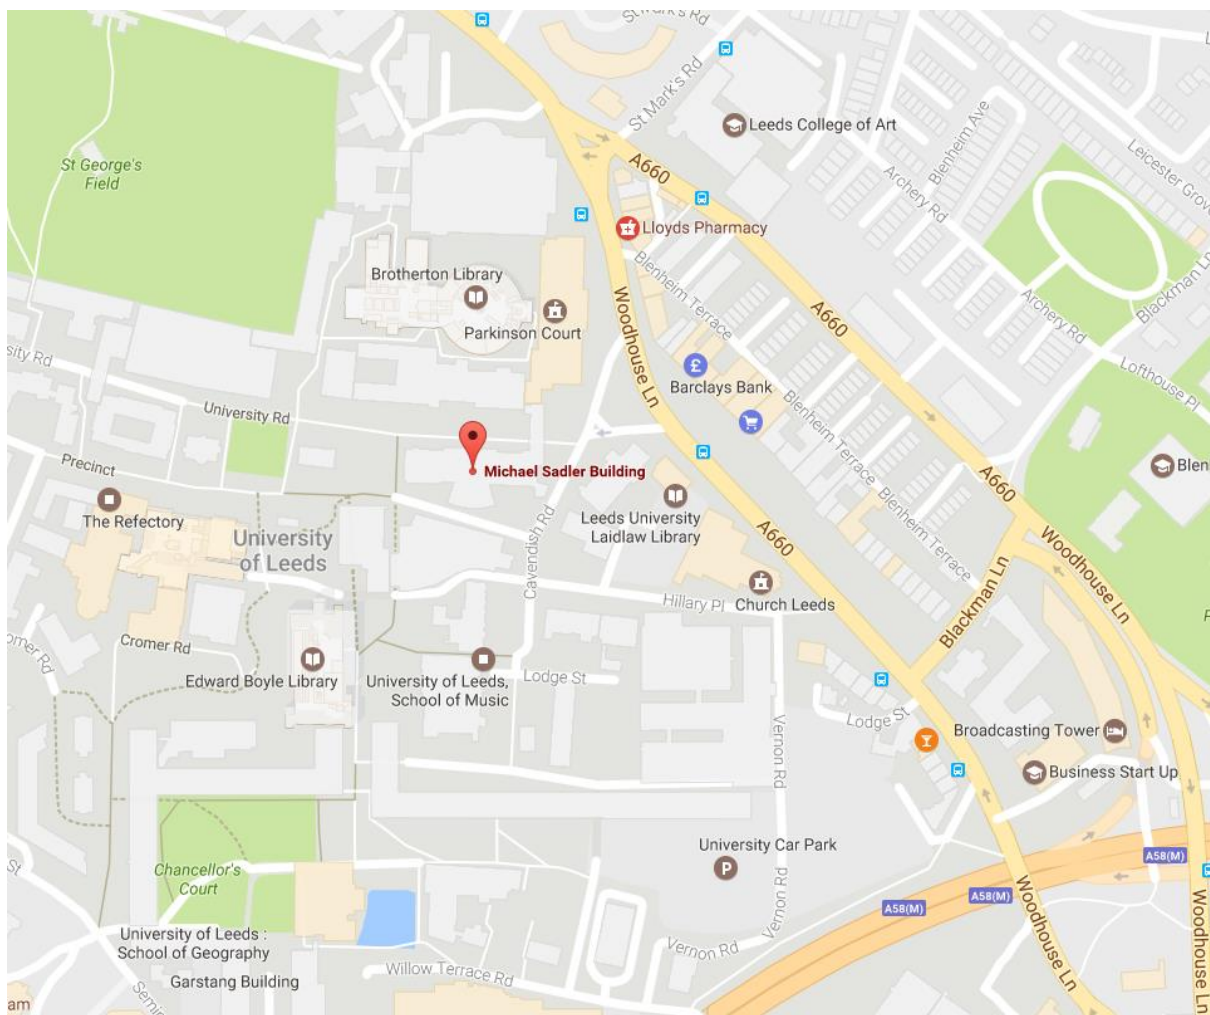 St Mark's Rd
St Mark's Rd
Leeds College of Art
Blenheim Ave
Leicester Grove
A660
St George's
Field
Archery Rd
Lloyds Pharmacy
Blenheim Terrace
Brotherton Library
Parkinson Court
Woodhouse Ln
A660
Archery Rd
Blackman Ln
Lofthouse Pl
sity Rd
Barclays Bank
University Rd
Blenheim Terrace
Precinct
Michael Sadler Building
A660
Blen
The Refectory
Leeds University
Laidlaw Library
Blenheim Terrace
University
of Leeds
Cavendish Rd
A660
Woodhouse Ln
Hillary Pl
Church Leeds
Blackman Ln
Cromer Rd
omer Rd
Edward Boyle Library
University of Leeds,
School of Music
Lodge St
Lodge St
Vernon Rd
Broadcasting Tower
Business Start Up
University Car Park
P
A58(M)
Chancellor's
Court
St
Vernon Rd
Woodhouse Ln
A58(M)
A58(M)
Woodhouse Ln
University of Leeds :
School of Geography
Vernon Rd
Garstang Building
Willow Terrace Rd
am